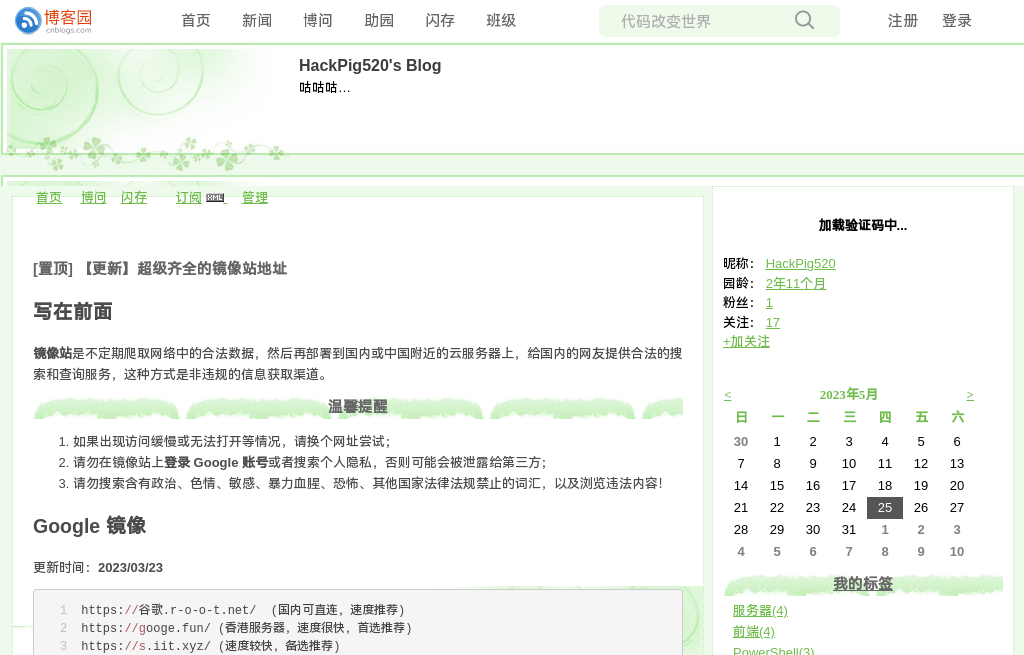 博客园
cnblogs.com
首页 新闻 博问 助园 闪存 班级
代码改变世界
注册 登录
HackPig520's Blog
咕咕咕…
首页 博问 闪存 订阅 XML 管理
[置顶] 【更新】超级齐全的镜像站地址
写在前面
镜像站是不定期爬取网络中的合法数据，然后再部署到国内或中国附近的云服务器上，给国内的网友提供合法的搜
索和查询服务，这种方式是非违规的信息获取渠道。
温馨提醒
1. 如果出现访问缓慢或无法打开等情况，请换个网址尝试；
2. 请勿在镜像站上登录 Google 账号或者搜索个人隐私，否则可能会被泄露给第三方；
3. 请勿搜索含有政治、色情、敏感、暴力血腥、恐怖、其他国家法律法规禁止的词汇，以及浏览违法内容！
Google 镜像
更新时间：2023/03/23
1 https://谷歌.r-o-o-t.net/ （国内可直连，速度推荐）
2 https://googe.fun/ (香港服务器，速度很快，首选推荐)
3 https://s.iit.xyz/ (速度较快，备选推荐)
加载验证码中...
昵称： HackPig520
园龄： 2年11个月
粉丝： 1
关注： 17
+加关注
< 2023年5月 >
日 一 二 三 四 五 六
30 1 2 3 4 5 6
7 8 9 10 11 12 13
14 15 16 17 18 19 20
21 22 23 24 25 26 27
28 29 30 31 1 2 3
4 5 6 7 8 9 10
我的标签
服务器(4)
前端(4)
PowerShell(3)